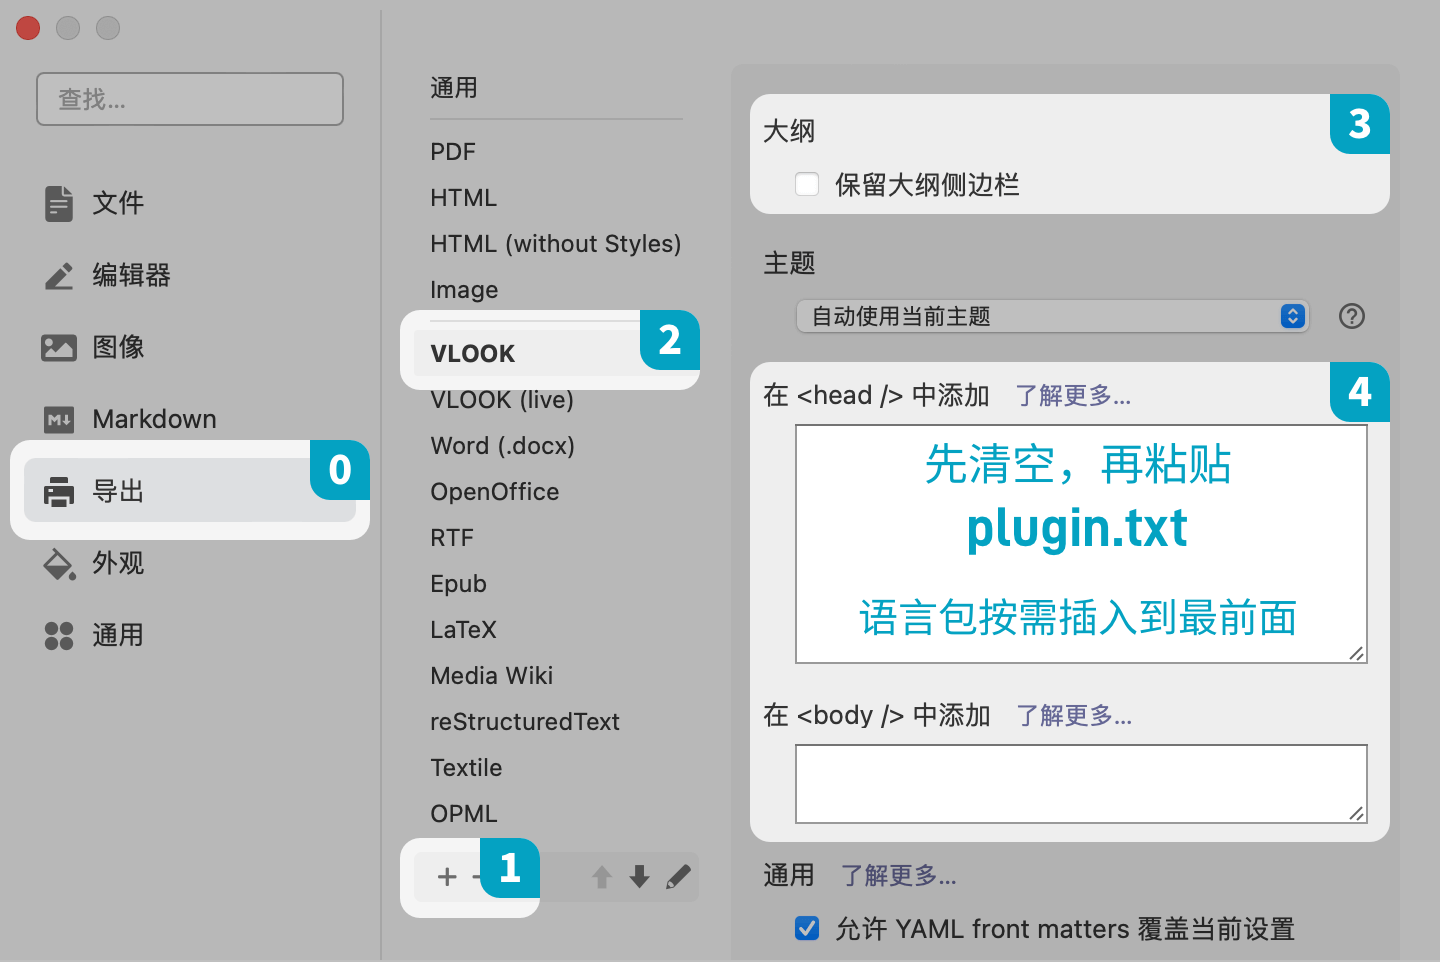 查找...
文件
编辑器
图像
Markdown
导出
0
外观
通用
通用
PDF
HTML
HTML (without Styles)
Image
2
VLOOK
VLOOK (live)
Word (.docx)
OpenOffice
RTF
Epub
LaTeX
Media Wiki
reStructuredText
Textile
OPML
+ -
1
3
大纲
保留大纲侧边栏
主题
自动使用当前主题
?
4
在 <head /> 中添加 了解更多...
先清空，再粘贴
plugin.txt
语言包按需插入到最前面
在 <body /> 中添加 了解更多...
通用 了解更多...
允许 YAML front matters 覆盖当前设置